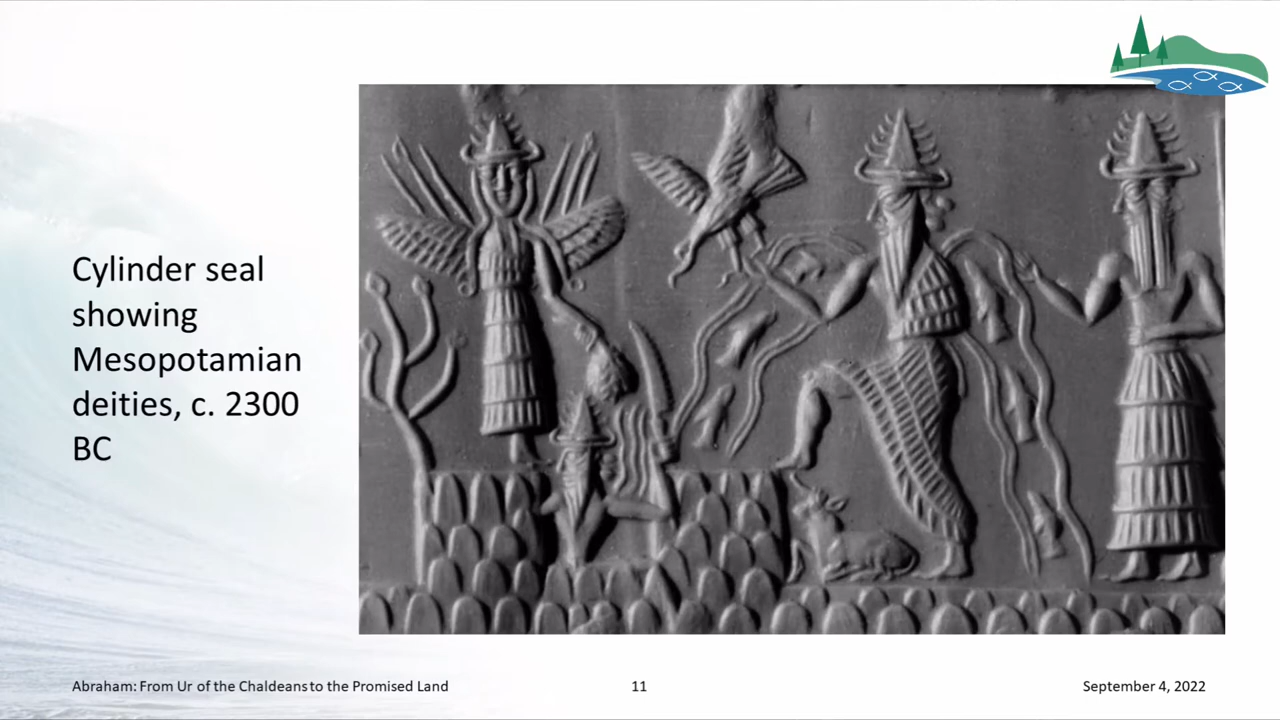 Cylinder seal
showing
Mesopotamian
deities, c. 2300
BC
Abraham: From Ur of the Chaldeans to the Promised Land
11
September 4, 2022